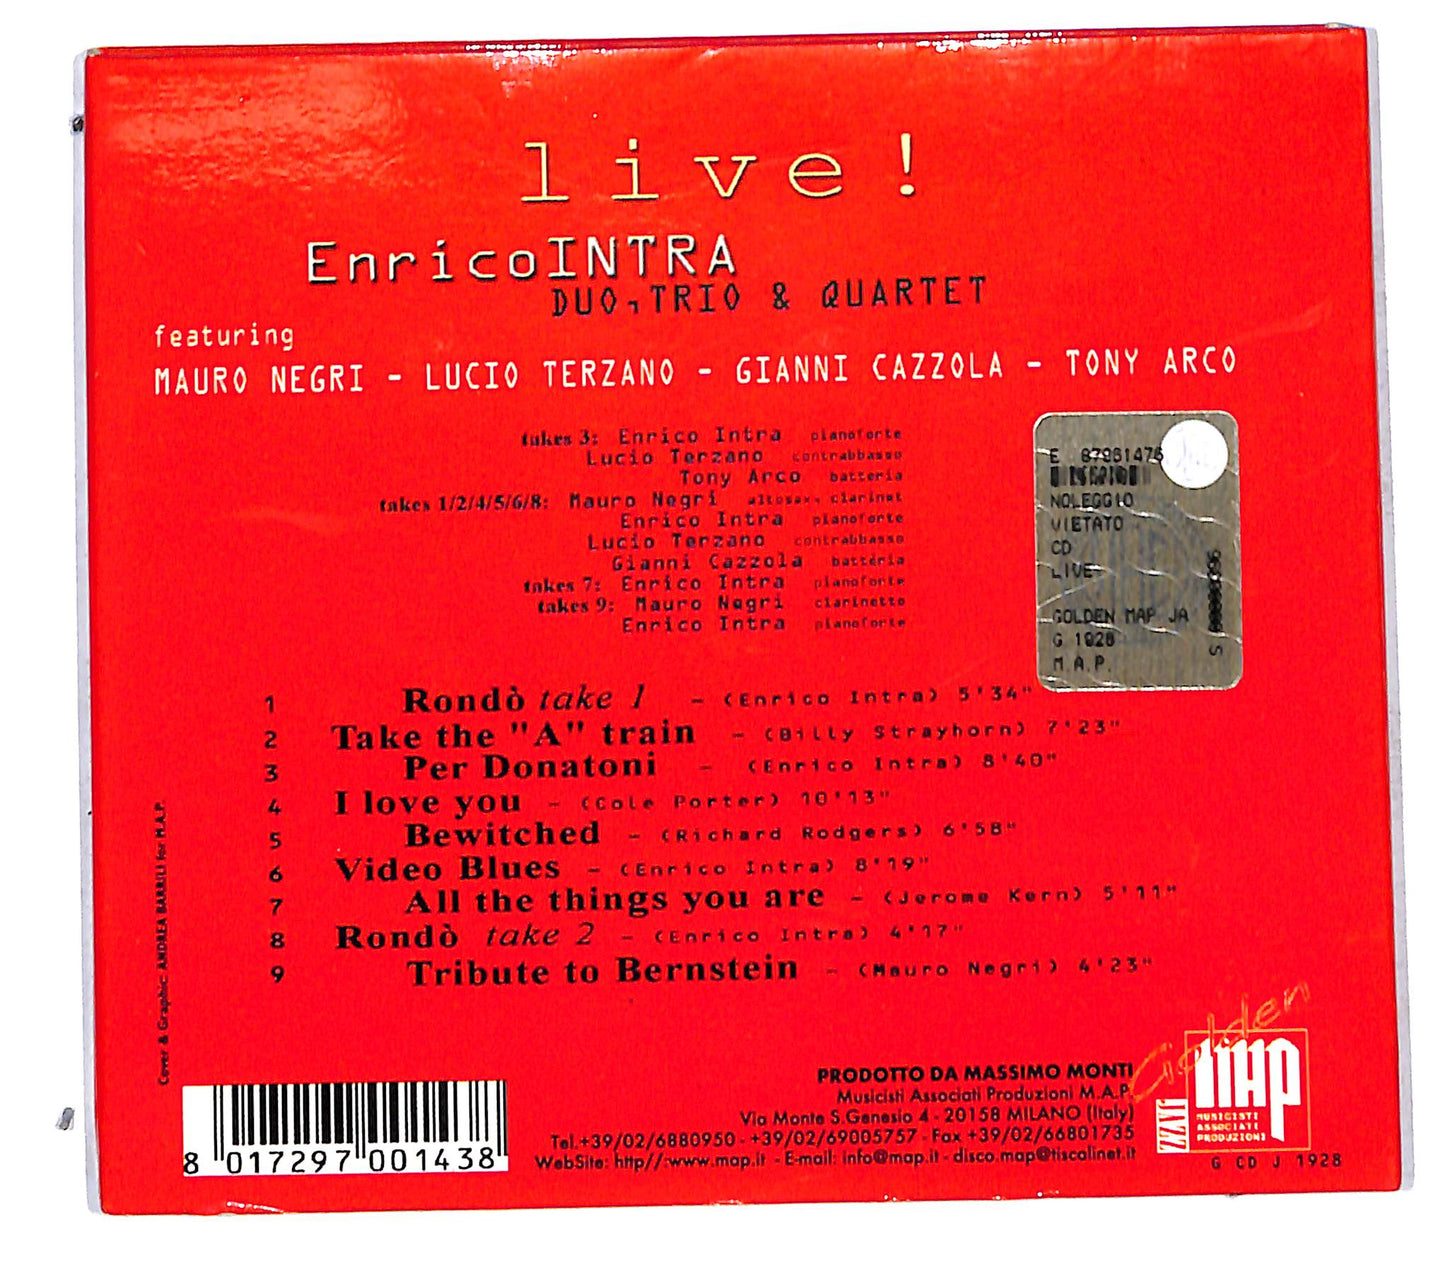 live!
EnricoINTRA
DUO, TRIO & QUARTET
featuring
MAURO NEGRI - LUCIO TERZANO - GIANNI CAZZOLA - TONY ARCO
takes 3: Enrico Intra pianoforte
Lucio Terzano contrabbasso
Tony Arco batteria
takes 1/2/4/5/6/8: Mauro Negri altosax, clarinet
Enrico Intra pianoforte
Lucio Terzano contrabbasso
Gianni Cazzola batteria
takes 7: Enrico Intra pianoforte
takes 9: Mauro Negri clarinetto
Enrico Intra pianoforte
E 87981476
NOLEGGIO
VIETATO
CD
LIVE
GOLDEN MAP JA
G 1928
M.A.P.
1 Rondò take 1 - (Enrico Intra) 5'34"
2 Take the "A" train - (Billy Strayhorn) 7'23"
3 Per Donatoni - (Enrico Intra) 8'40"
4 I love you - (Cole Porter) 10'13"
5 Bewitched - (Richard Rodgers) 6'58"
6 Video Blues - (Enrico Intra) 8'19"
7 All the things you are - (Jerome Kern) 5'11"
8 Rondò take 2 - (Enrico Intra) 4'17"
9 Tribute to Bernstein - (Mauro Negri) 4'23"
Cover & Graphic: ANDREA BARRILI for M.A.P.
PRODOTTO DA MASSIMO MONTI
Musicisti Associati Produzioni M.A.P.
Via Monte S.Genesio 4 - 20158 MILANO (Italy)
Tel.+39/02/6880950 - +39/02/69005757 - Fax +39/02/66801735
WebSite: http//:www.map.it - E-mail: info@map.it - disco.map@tiscalinet.it
Golden
MAP
JAZZ
MUSICISTI
ASSOCIATI
PRODUZIONI
G CD J 1928
8 017297 001438